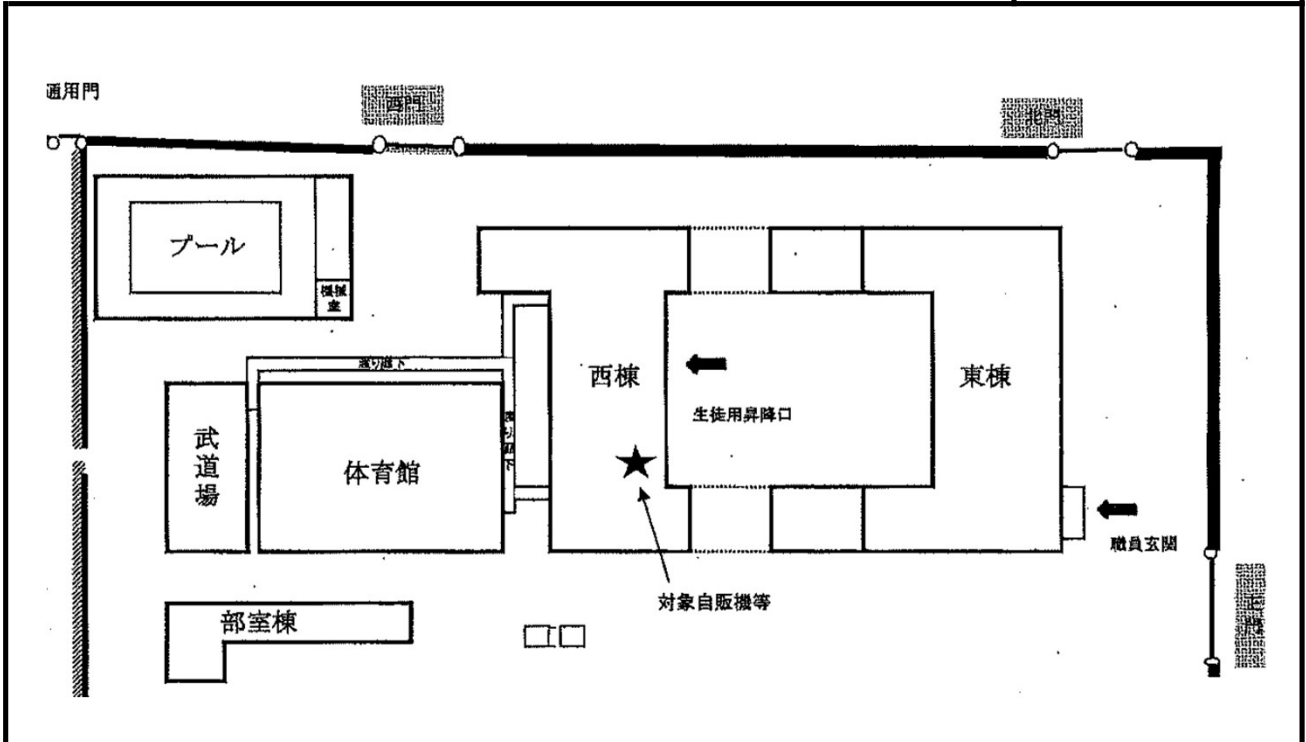 通用門
西門
北門
プール
機械
室
渡り廊下
西棟
東棟
生徒用昇降口
武道場
体育館
渡り廊下
対象自販機等
職員玄関
部室棟
正門